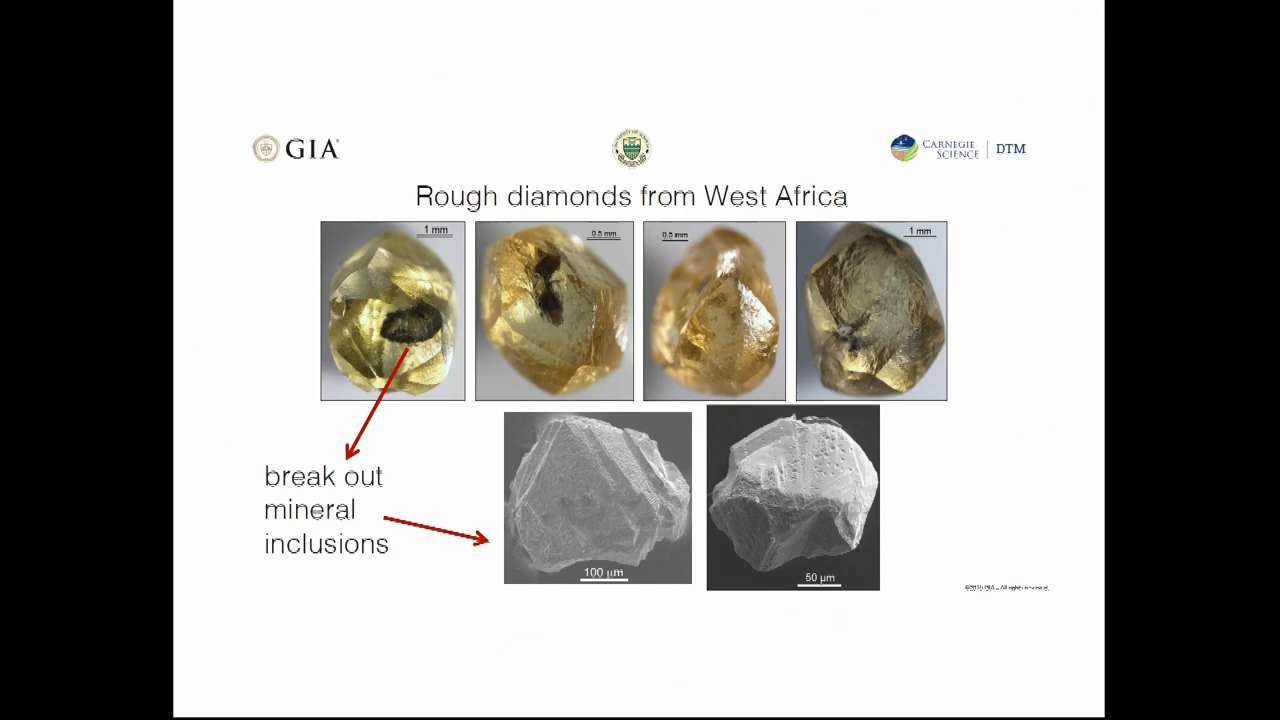 GIA
CARNEGIE
SCIENCE
DTM
Rough diamonds from West Africa
1 mm
0.5 mm
0.5 mm
1 mm
break out
mineral
inclusions
100 µm
50 µm